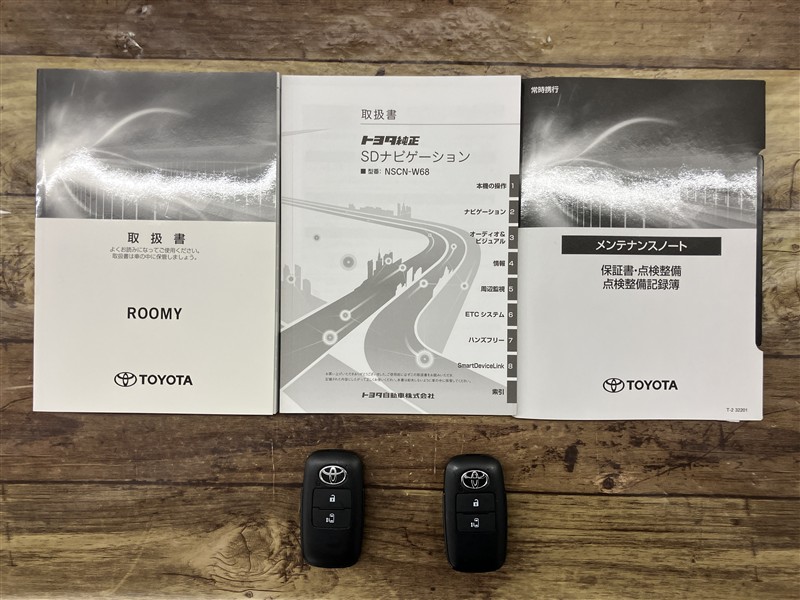 取扱書
よくお読みになってご使用ください。
取扱書は車の中に保管しましょう。
ROOMY
TOYOTA
取扱書
トヨタ純正
SDナビゲーション
■ 型番: NSCN-W68
本機の操作 1
ナビゲーション 2
オーディオ&
ビジュアル 3
情報 4
周辺監視 5
ETCシステム 6
ハンズフリー 7
SmartDeviceLink 8
索引
トヨタ自動車株式会社
常時携行
メンテナンスノート
保証書・点検整備
点検整備記録簿
TOYOTA